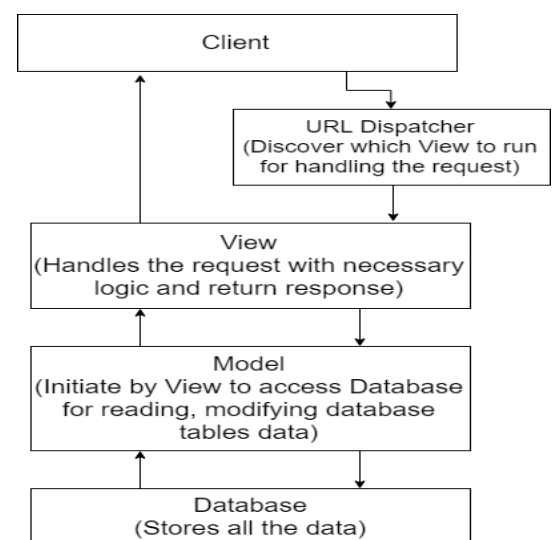 Client
URL Dispatcher
(Discover which View to run
for handling the request)
View
(Handles the request with necessary
logic and return response)
Model
(Initiate by View to access Database
for reading, modifying database
tables data)
Database
(Stores all the data)